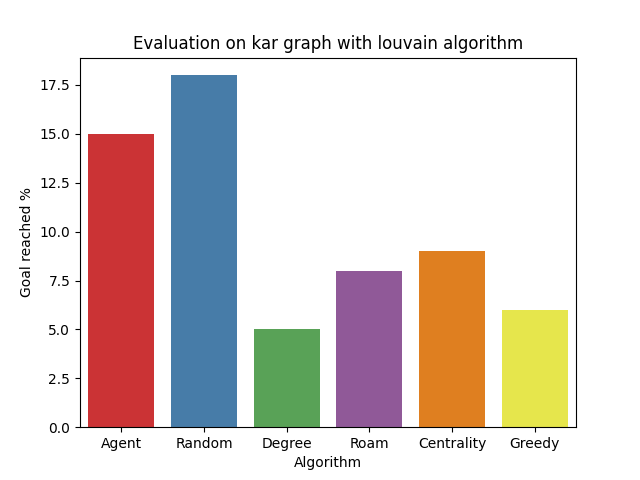 Evaluation on kar graph with louvain algorithm
Goal reached %
17.5
15.0
12.5
10.0
7.5
5.0
2.5
0.0
Agent Random Degree Roam Centrality Greedy
Algorithm